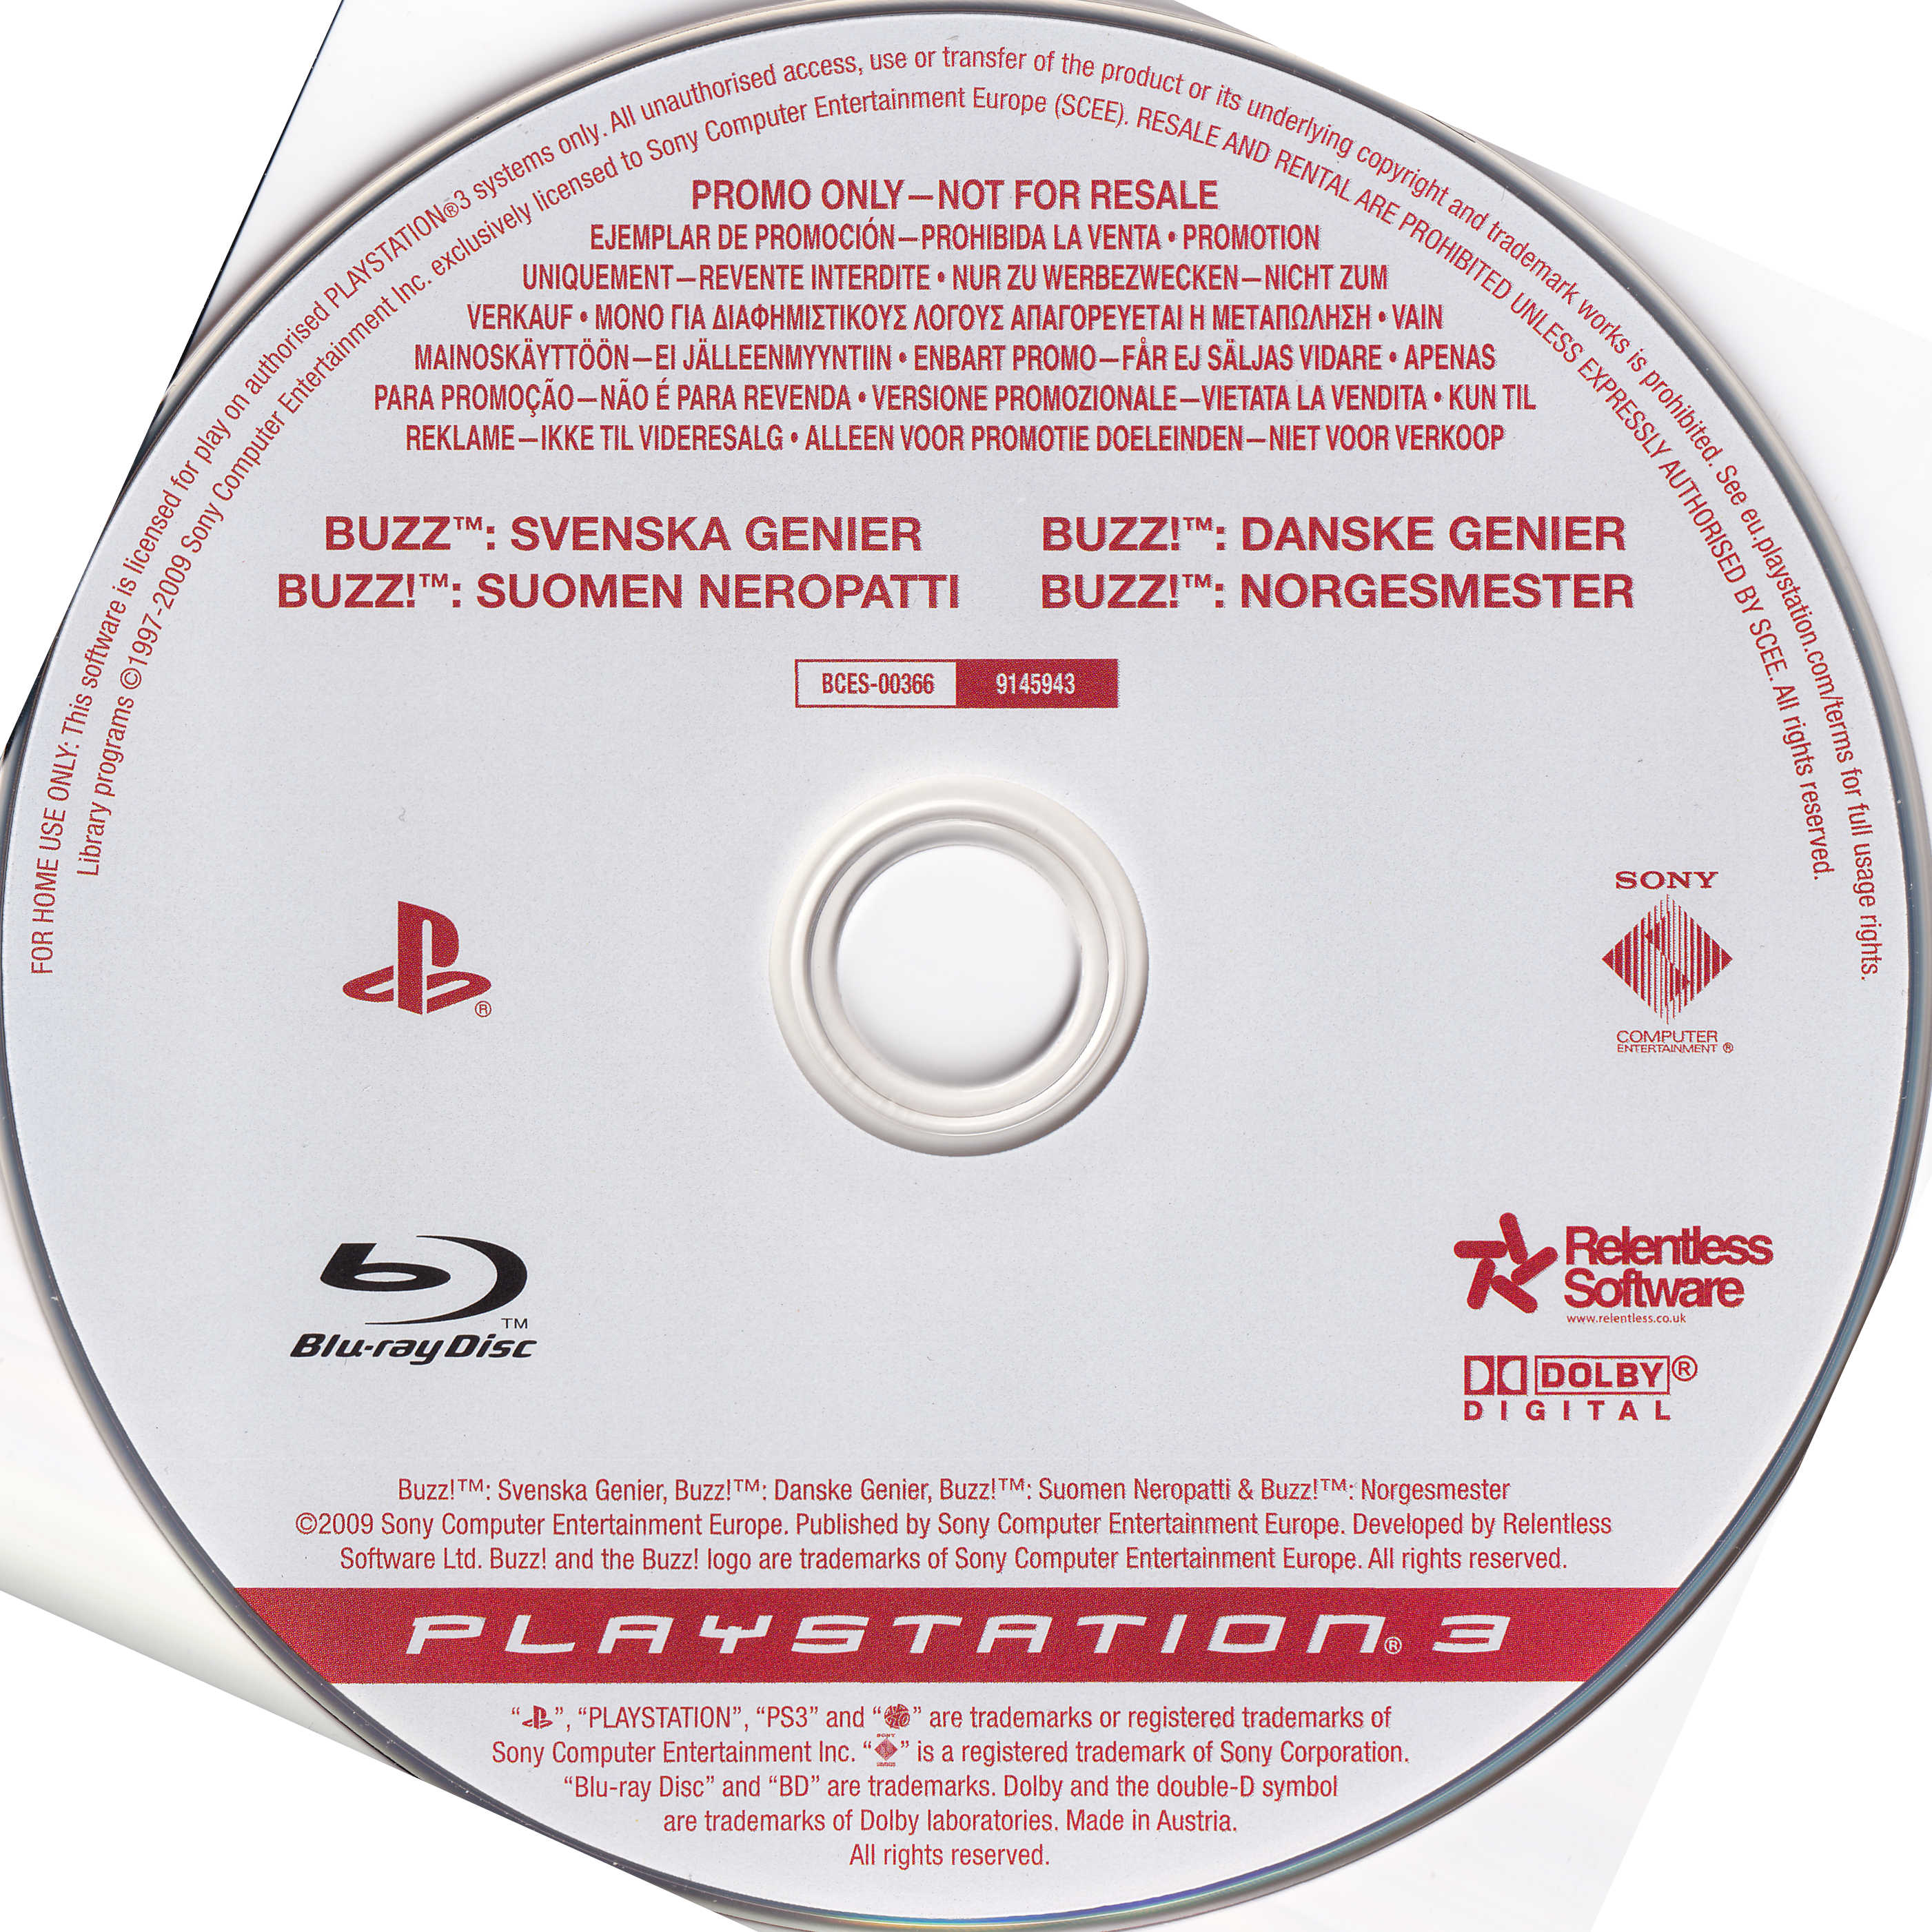 FOR HOME USE ONLY: This software is licensed for play on authorised PLAYSTATION®3 systems only. All unauthorised access, use or transfer of the product or its underlying copyright and trademark works is prohibited. See eu.playstation.com/terms for full usage rights.
Library programs ©1997-2009 Sony Computer Entertainment Inc. exclusively licensed to Sony Computer Entertainment Europe (SCEE). RESALE AND RENTAL ARE PROHIBITED UNLESS EXPRESSLY AUTHORISED BY SCEE. All rights reserved.
PROMO ONLY—NOT FOR RESALE
EJEMPLAR DE PROMOCIÓN—PROHIBIDA LA VENTA • PROMOTION
UNIQUEMENT—REVENTE INTERDITE • NUR ZU WERBEZWECKEN—NICHT ZUM
VERKAUF • ΜΟΝΟ ΓΙΑ ΔΙΑΦΗΜΙΣΤΙΚΟΥΣ ΛΟΓΟΥΣ ΑΠΑΓΟΡΕΥΕΤΑΙ Η ΜΕΤΑΠΩΛΗΣΗ • VAIN
MAINOSKÄYTTÖÖN—EI JÄLLEENMYYNTIIN • ENBART PROMO—FÅR EJ SÄLJAS VIDARE • APENAS
PARA PROMOÇÃO—NÃO É PARA REVENDA • VERSIONE PROMOZIONALE—VIETATA LA VENDITA • KUN TIL
REKLAME—IKKE TIL VIDERESALG • ALLEEN VOOR PROMOTIE DOELEINDEN—NIET VOOR VERKOOP
BUZZ™: SVENSKA GENIER BUZZ!™: DANSKE GENIER
BUZZ!™: SUOMEN NEROPATTI BUZZ!™: NORGESMESTER
BCES-00366 9145943
SONY
COMPUTER
ENTERTAINMENT ®
®
Relentless
Software
www.relentless.co.uk
TM
Blu-ray Disc
DOLBY®
DIGITAL
Buzz!™: Svenska Genier, Buzz!™: Danske Genier, Buzz!™: Suomen Neropatti & Buzz!™: Norgesmester
©2009 Sony Computer Entertainment Europe. Published by Sony Computer Entertainment Europe. Developed by Relentless
Software Ltd. Buzz! and the Buzz! logo are trademarks of Sony Computer Entertainment Europe. All rights reserved.
PLAYSTATION®3
“ ”, “PLAYSTATION”, “PS3” and “ ” are trademarks or registered trademarks of
Sony Computer Entertainment Inc. “ ” is a registered trademark of Sony Corporation.
“Blu-ray Disc” and “BD” are trademarks. Dolby and the double-D symbol
are trademarks of Dolby laboratories. Made in Austria.
All rights reserved.